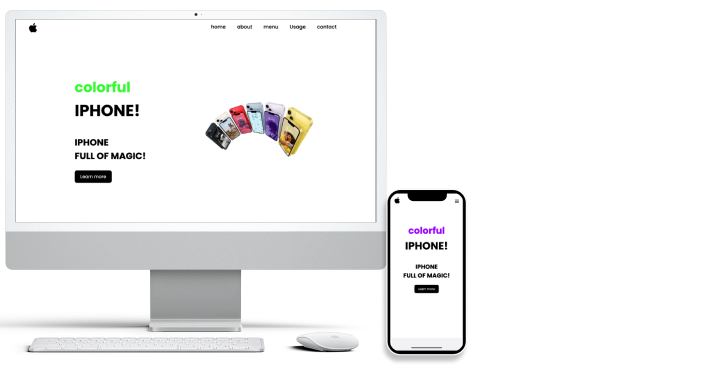 home about menu Usage contact
colorful
IPHONE!
IPHONE
FULL OF MAGIC!
Learn more
colorful
IPHONE!
IPHONE
FULL OF MAGIC!
Learn more